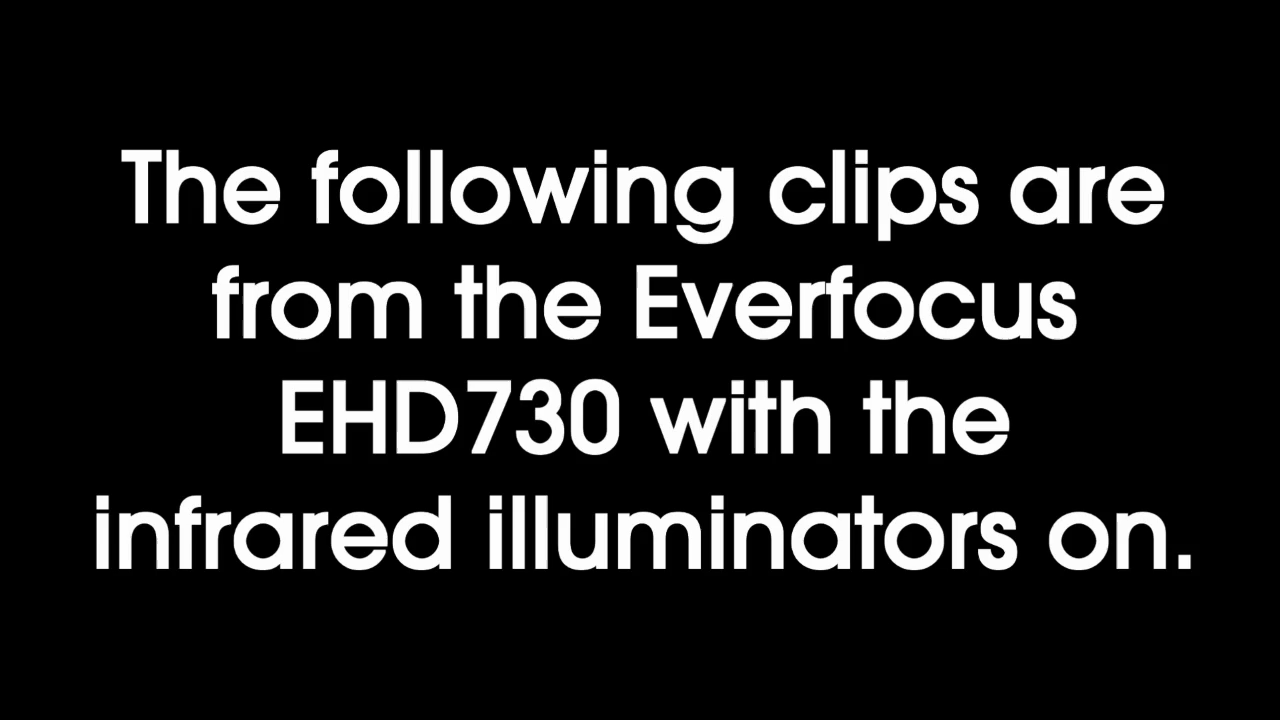 The following clips are
from the Everfocus
EHD730 with the
infrared illuminators on.